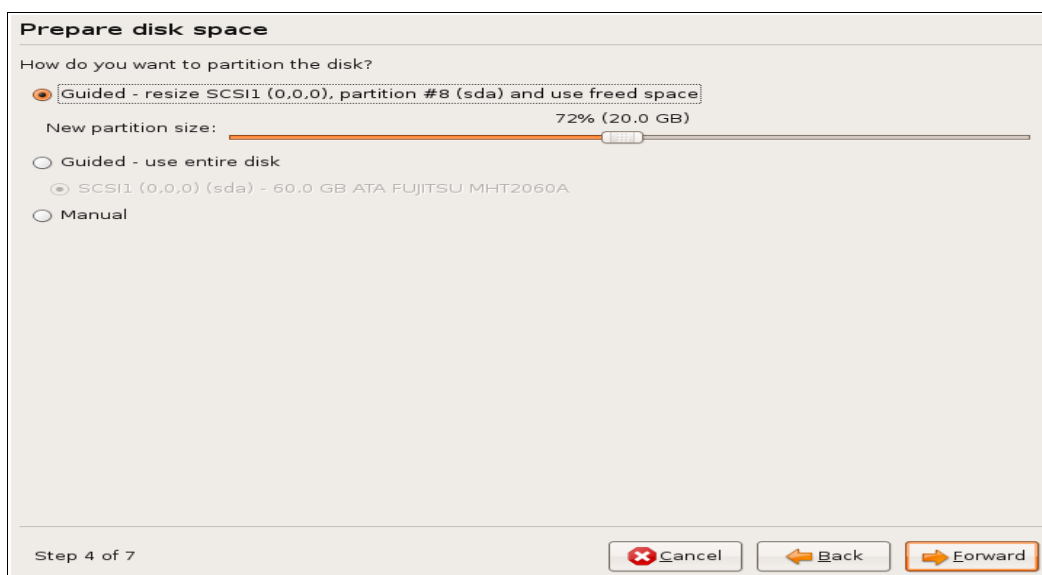 Prepare disk space
How do you want to partition the disk?
Guided - resize SCSI1 (0,0,0), partition #8 (sda) and use freed space
72% (20.0 GB)
New partition size:
Guided - use entire disk
SCSI1 (0,0,0) (sda) - 60.0 GB ATA FUJITSU MHT2060A
Manual
Step 4 of 7
Cancel
Back
Forward